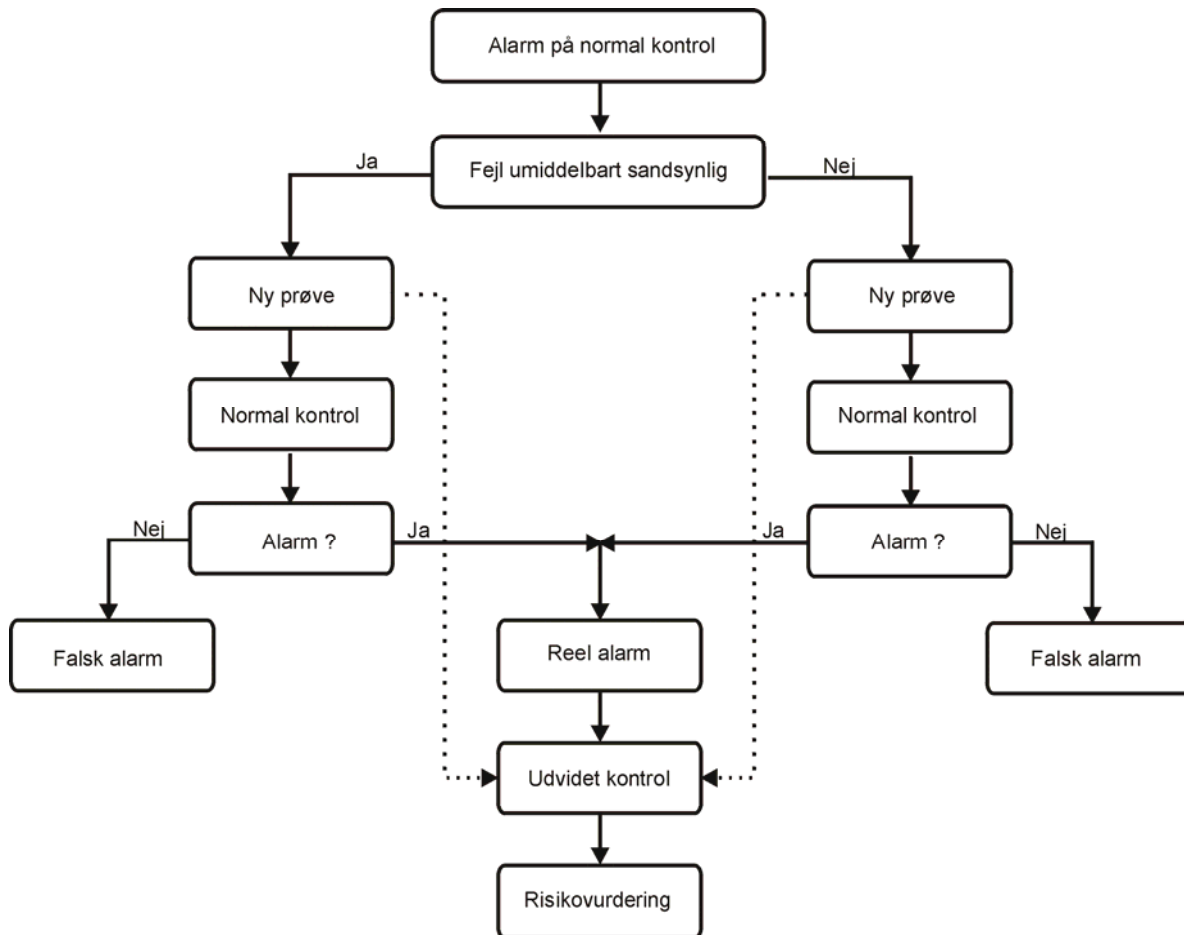 Alarm på normal kontrol
Ja
Fejl umiddelbart sandsynlig
Nej
Ny prøve
Ny prøve
Normal kontrol
Normal kontrol
Nej
Alarm ?
Ja
Ja
Alarm ?
Nej
Falsk alarm
Reel alarm
Falsk alarm
Udvidet kontrol
Risikovurdering